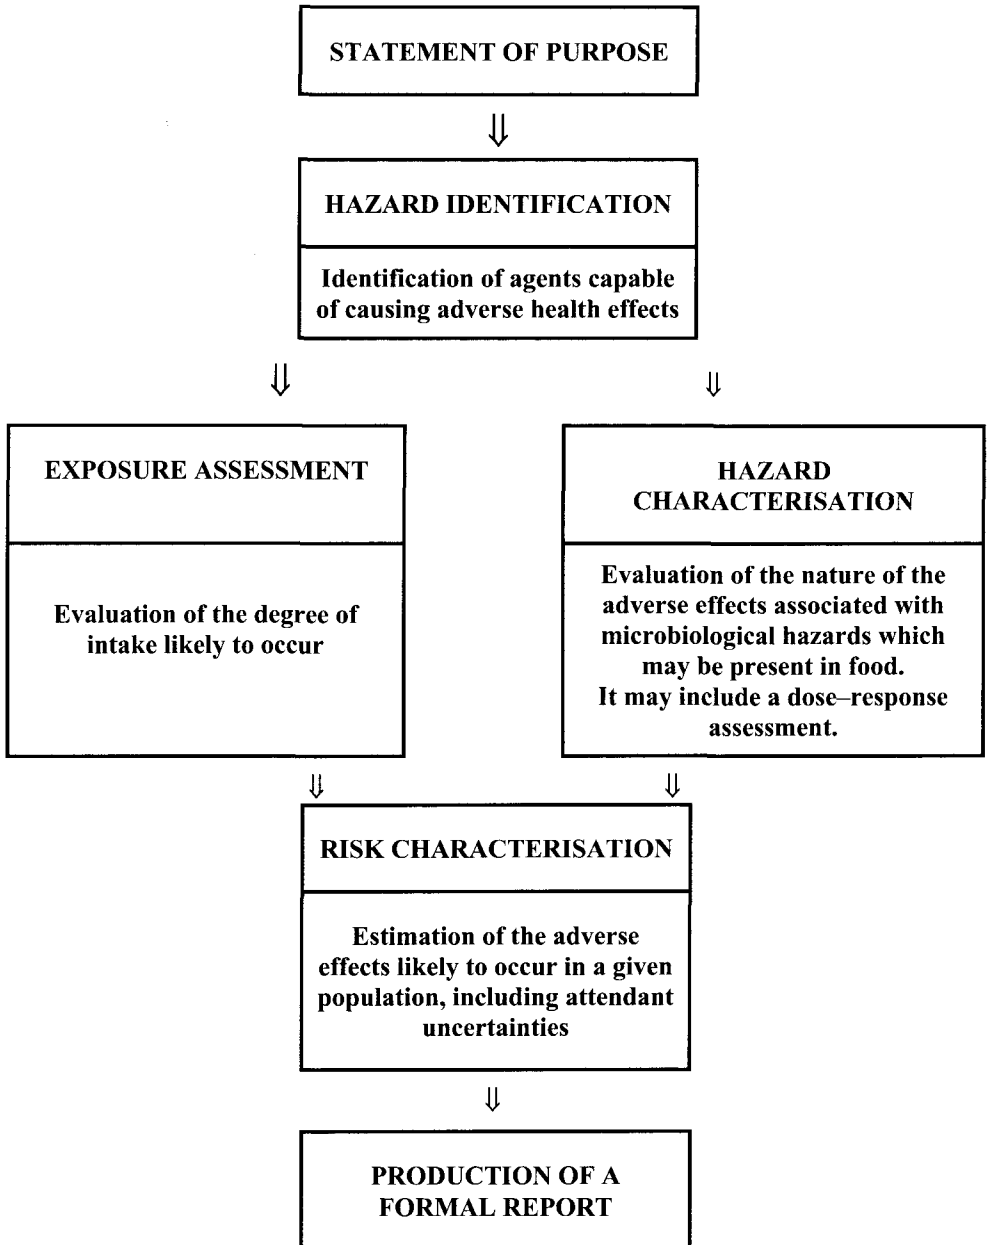 STATEMENT OF PURPOSE
HAZARD IDENTIFICATION
Identification of agents capable
of causing adverse health effects
EXPOSURE ASSESSMENT
Evaluation of the degree of
intake likely to occur
HAZARD
CHARACTERISATION
Evaluation of the nature of the
adverse effects associated with
microbiological hazards which
may be present in food.
It may include a dose–response
assessment.
RISK CHARACTERISATION
Estimation of the adverse
effects likely to occur in a given
population, including attendant
uncertainties
PRODUCTION OF A
FORMAL REPORT